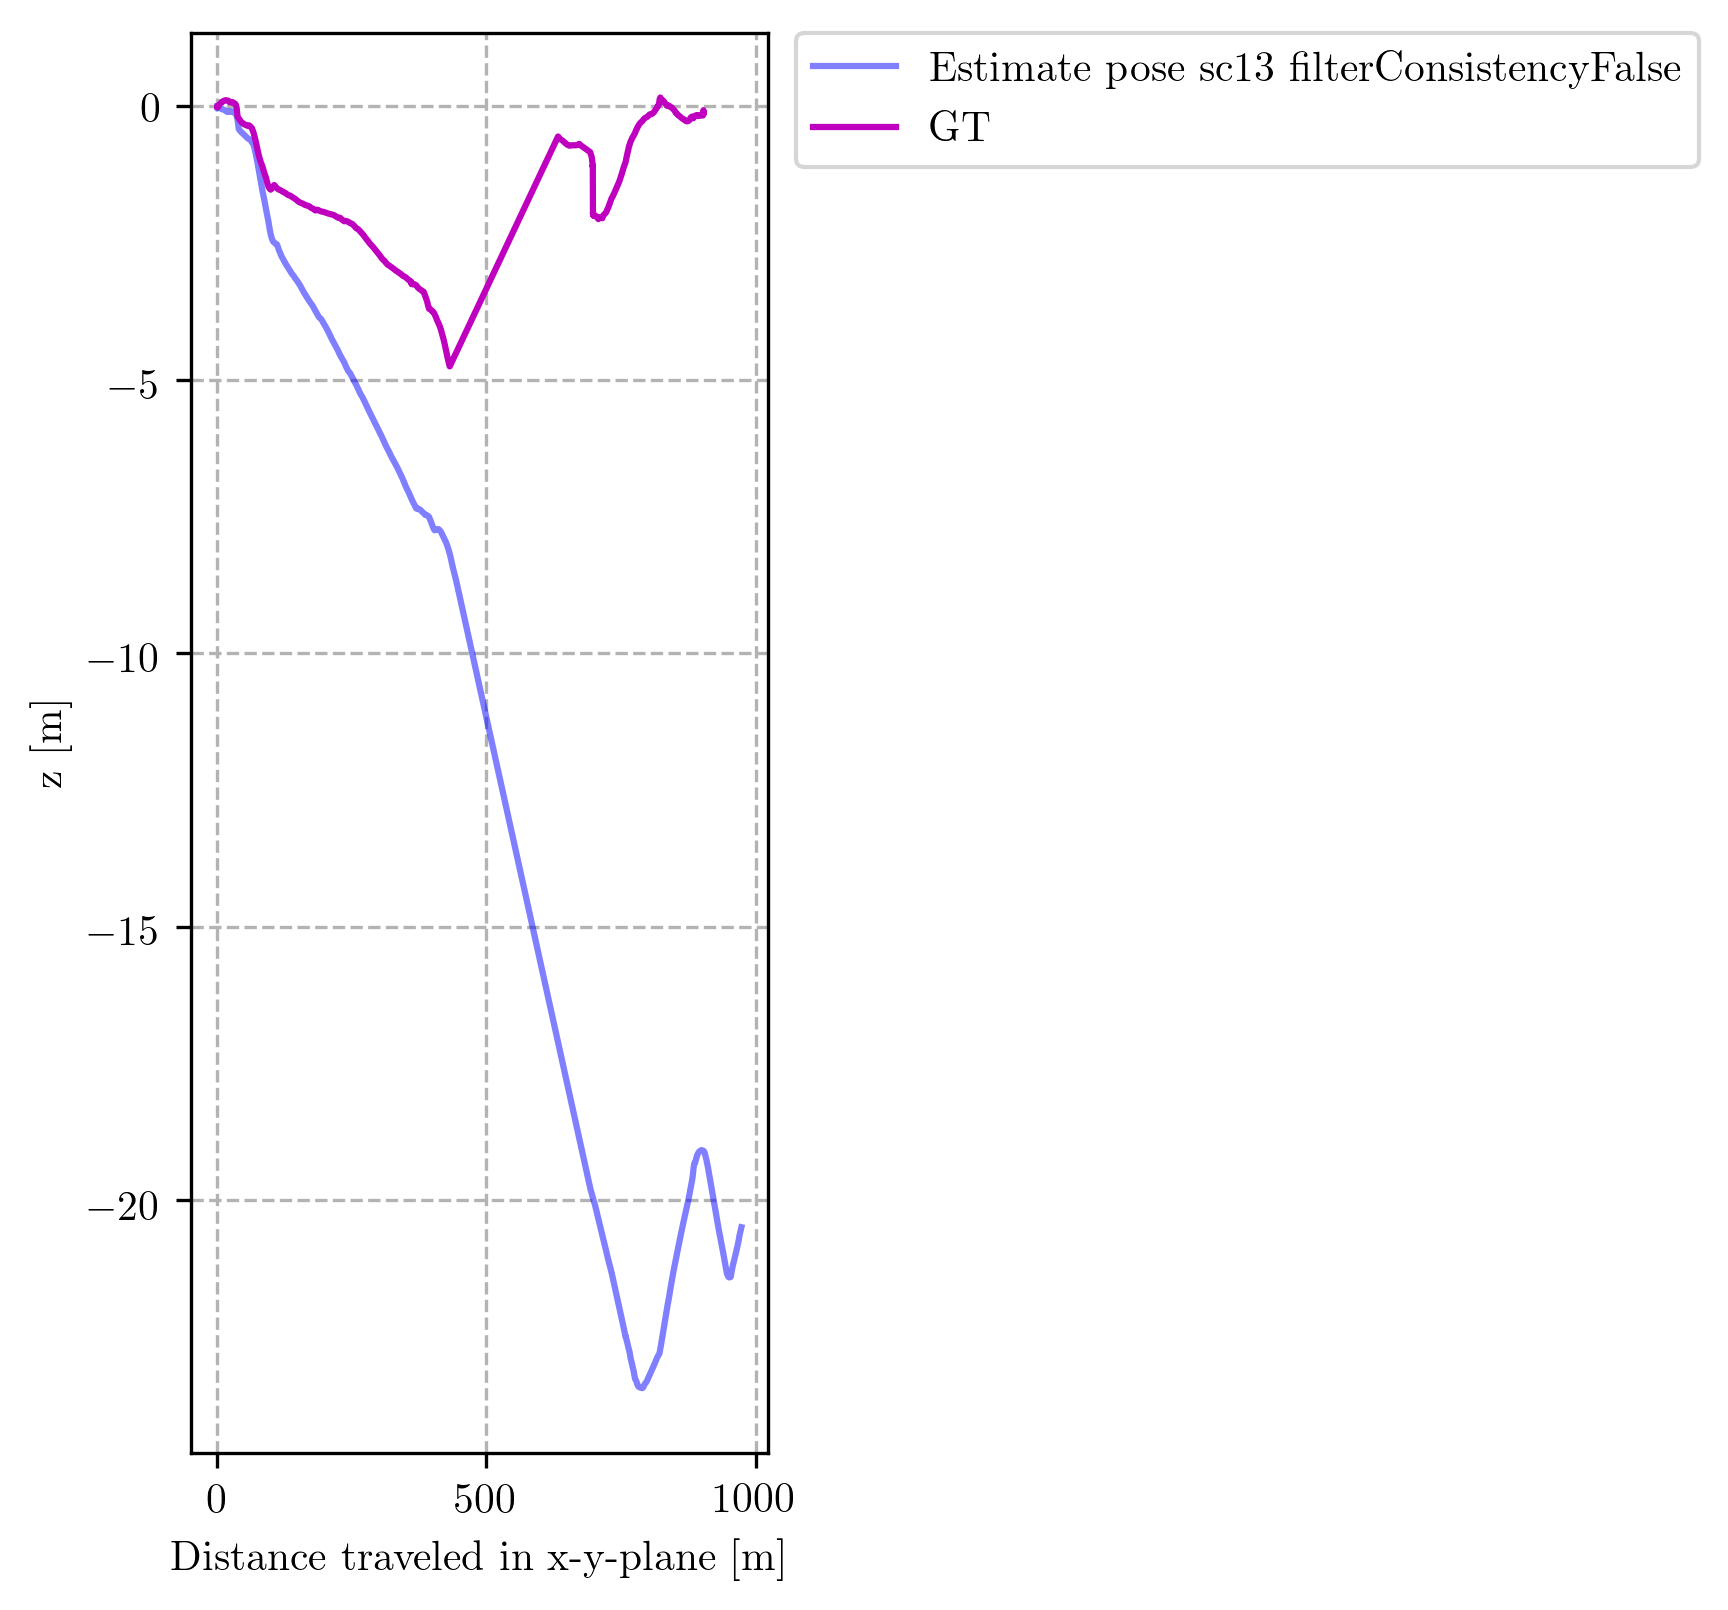 Estimate pose sc13 filterConsistencyFalse
GT
0
−5
−10
−15
−20
z [m]
0 500 1000
Distance traveled in x-y-plane [m]